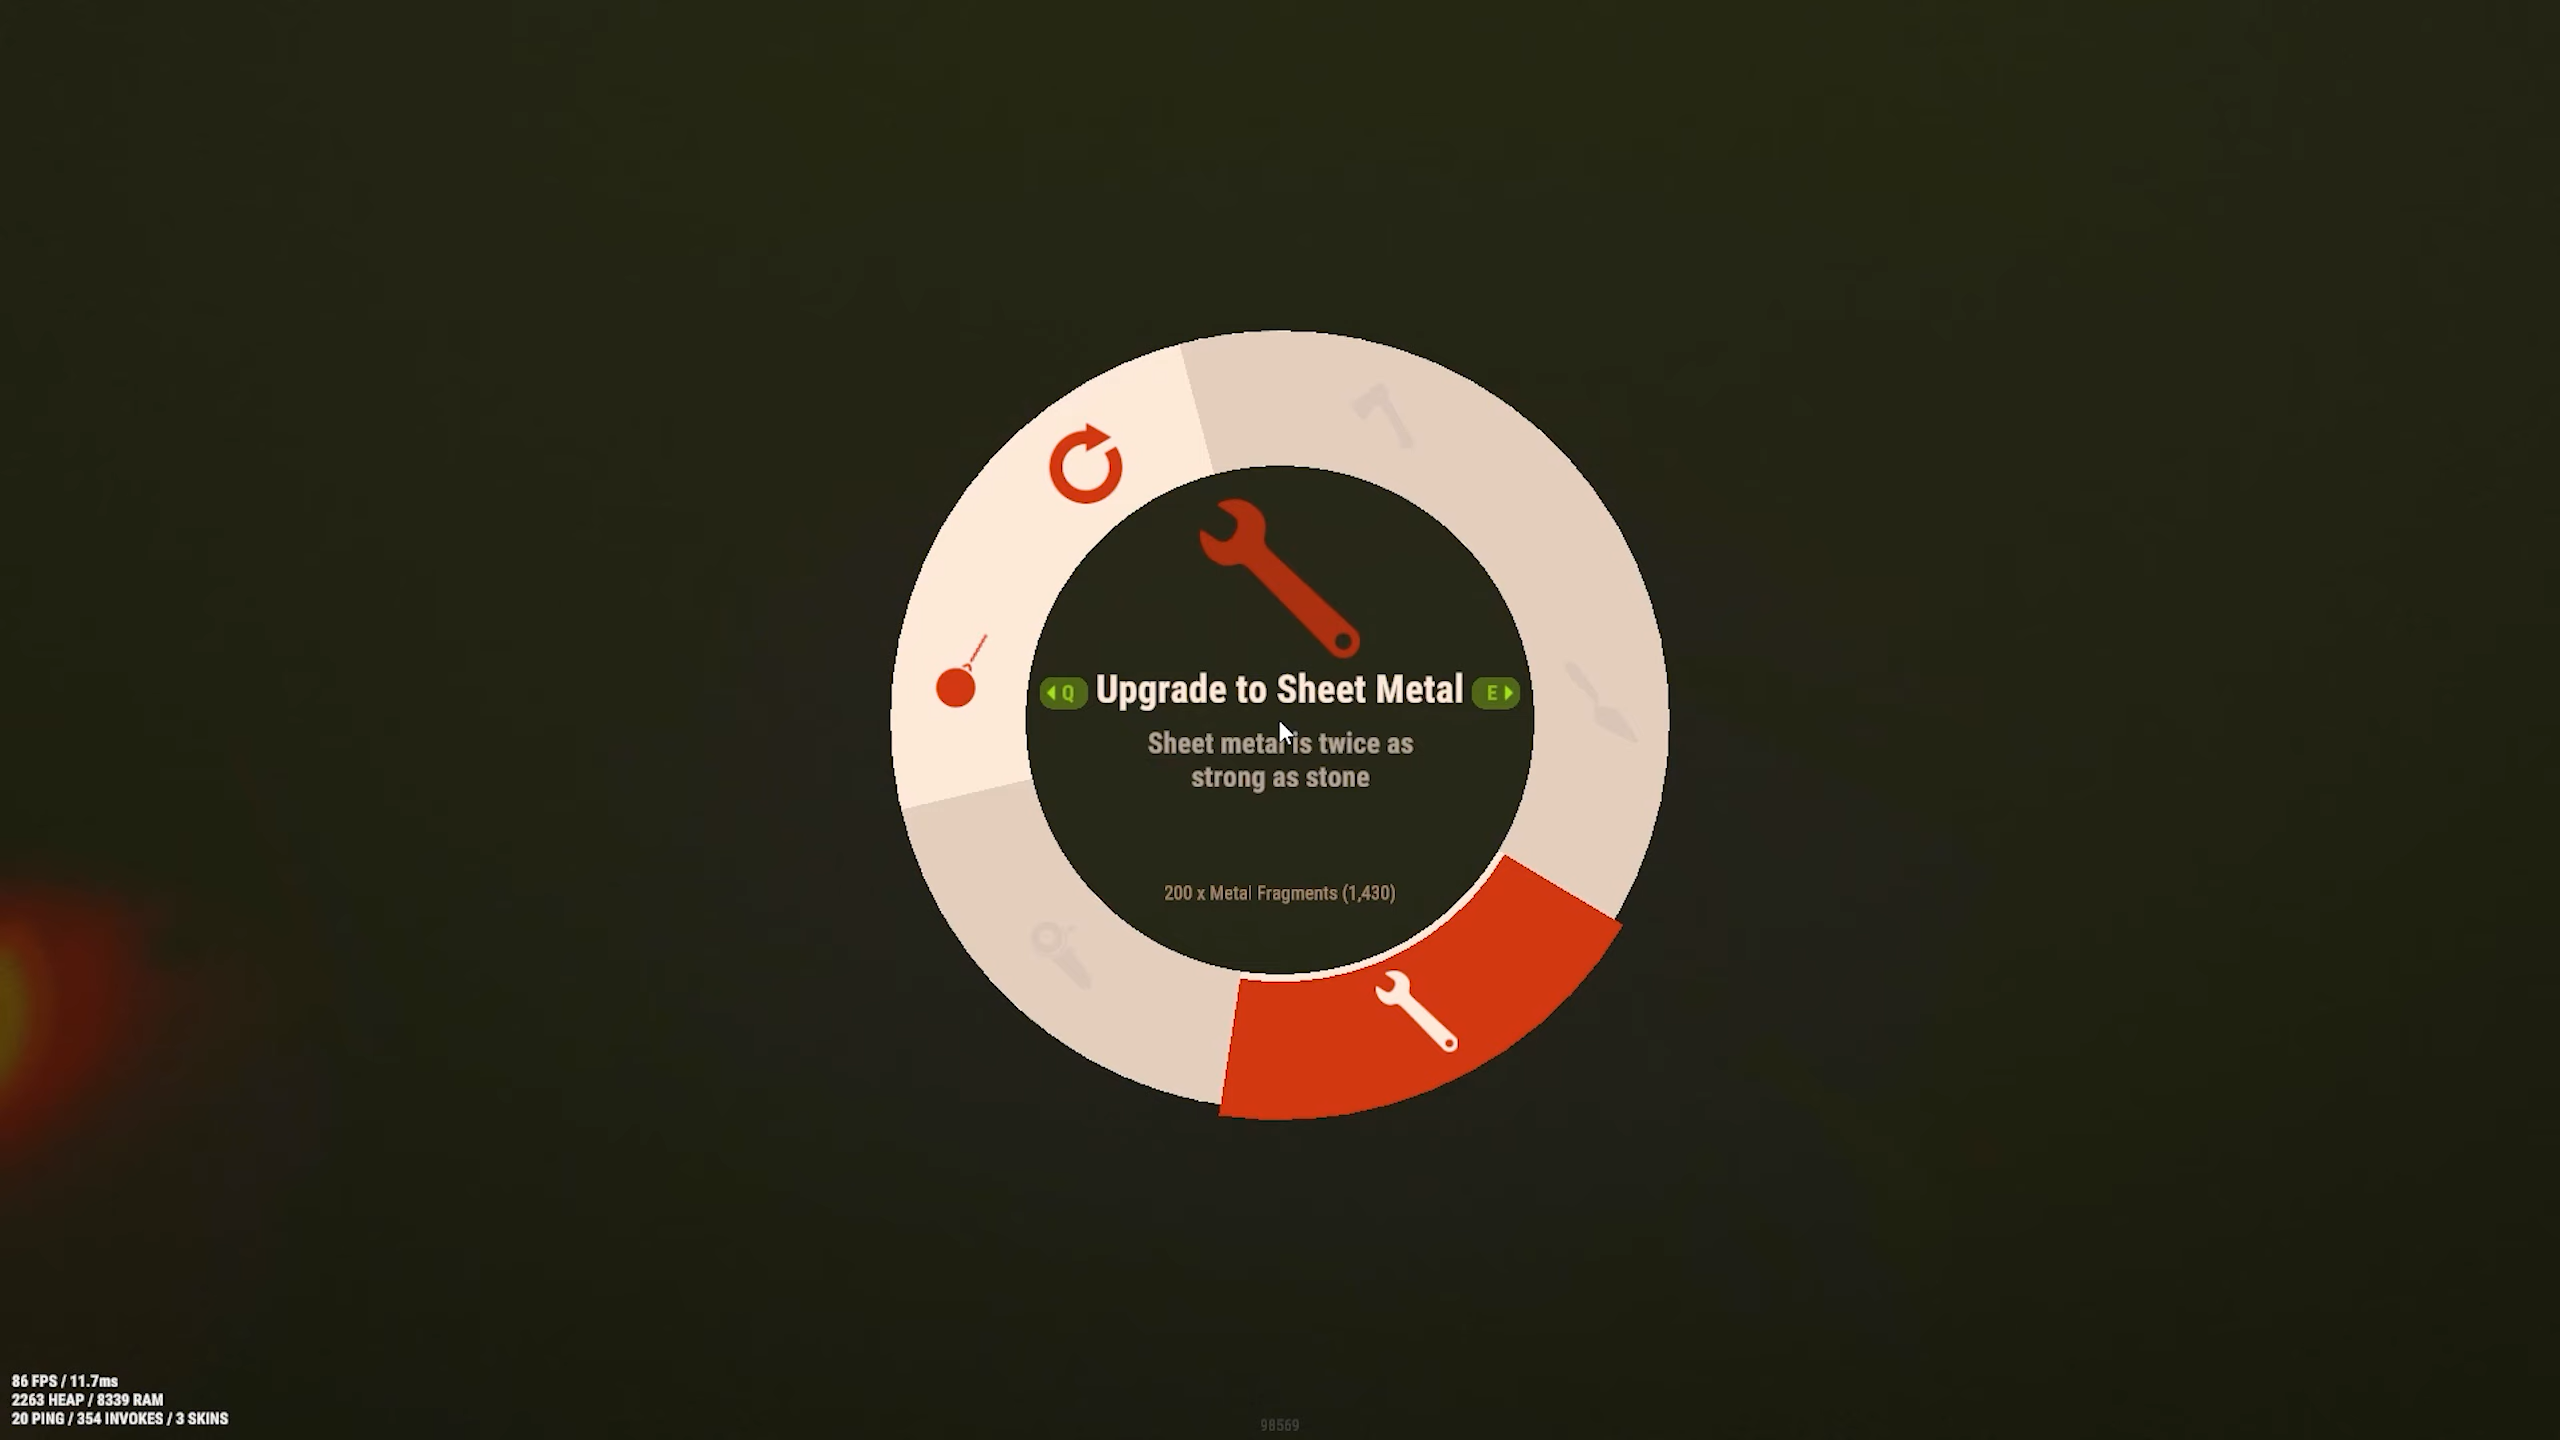 Q Upgrade to Sheet Metal E
Sheet metal is twice as
strong as stone
200 x Metal Fragments (1,430)
86 FPS / 11.7ms
2263 HEAP / 8339 RAM
20 PING / 354 INVOKES / 3 SKINS
98569